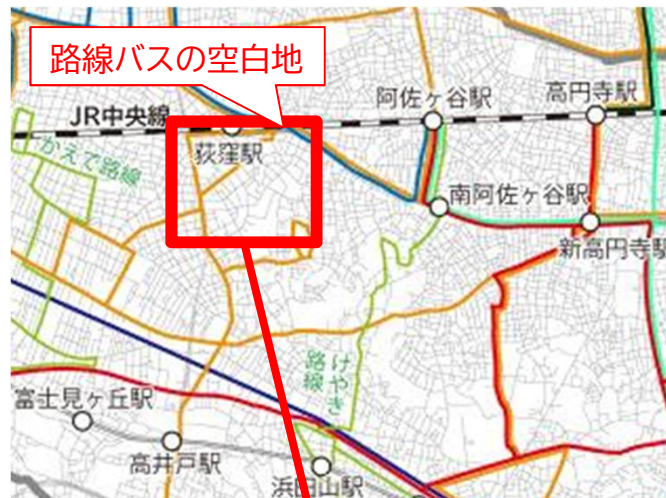 路線バスの空白地
JR中央線
荻窪駅
阿佐ヶ谷駅
高円寺駅
かえで路線
南阿佐ヶ谷駅
新高円寺駅
けやき
路線
富士見ヶ丘駅
高井戸駅
浜田山駅